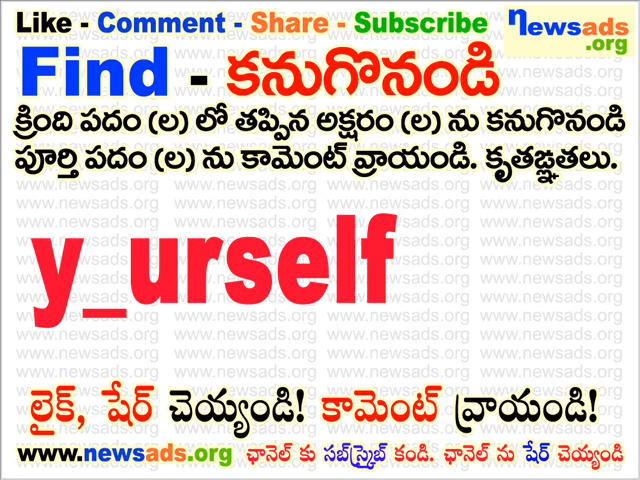 Like - Comment - Share - Subscribe
newsads
.org
Find - కనుగొనండి
క్రింది పదం (ల) లో తప్పిన అక్షరం (ల) ను కనుగొనండి
పూర్తి పదం (ల) ను కామెంట్ వ్రాయండి. కృతఙ్ఞతలు.
y_urself
లైక్, షేర్ చెయ్యండి! కామెంట్ వ్రాయండి!
www.newsads.org ఛానెల్ కు సబ్‌స్క్రైబ్ కండి. ఛానెల్ ను షేర్ చెయ్యండి